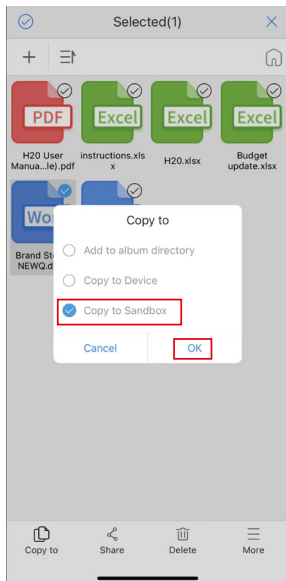 Selected(1)
PDF
Excel
Excel
Excel
H20 User
Manua...le).pdf
instructions.xls
x
H20.xlsx
Budget
update.xlsx
Wo
Brand St
NEWQ.d
Copy to
Add to album directory
Copy to Device
Copy to Sandbox
Cancel
OK
Copy to
Share
Delete
More